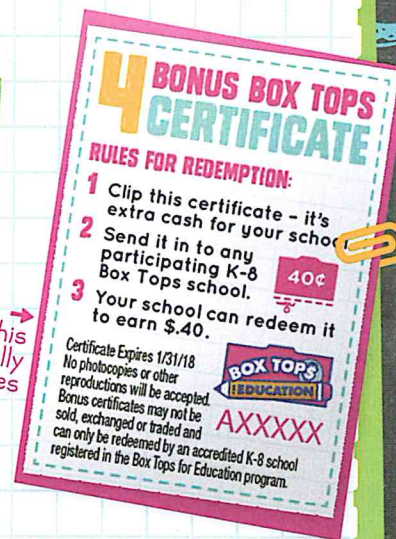 4 BONUS BOX TOPS
CERTIFICATE
RULES FOR REDEMPTION:
1 Clip this certificate – it's
extra cash for your
2 Send it in to any
participating K-8
Box Tops school.
40¢
3 Your school can redeem it
to earn $.40.
Certificate Expires 1/31/18
No photocopies or other
reproductions will be accepted.
Bonus certificates may not be
sold, exchanged or traded and
can only be redeemed by an accredited K-8 school
registered in the Box Tops for Education program.
BOX TOPS
EDUCATION
AXXXXX